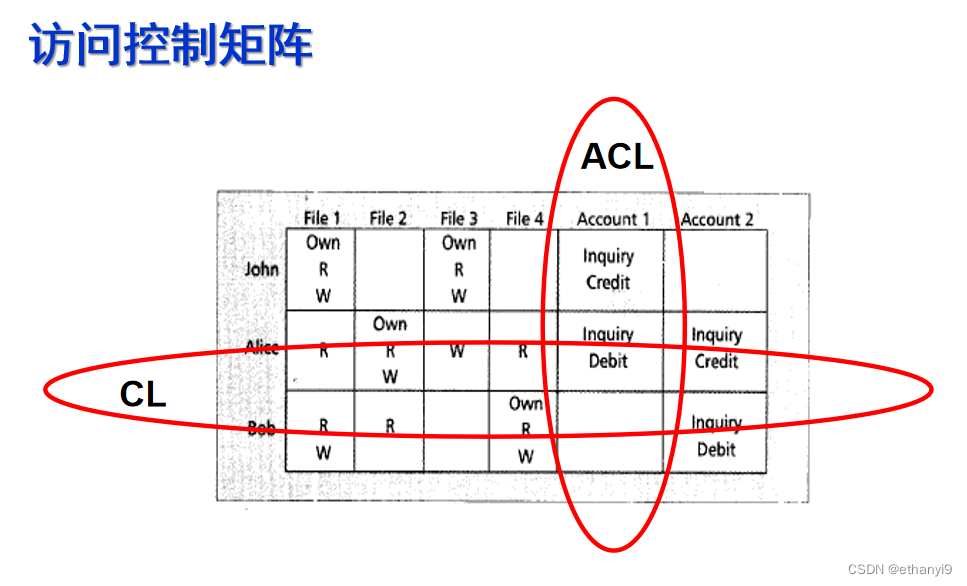 访问控制矩阵
ACL
File 1 File 2 File 3 File 4 Account 1 Account 2
John
Own
R
W
Own
R
W
Inquiry
Credit
Alice
R
Own
R
W
W
R
Inquiry
Debit
Inquiry
Credit
CL
Bob
R
W
R
Own
R
W
Inquiry
Debit
CSDN @ethanyi9